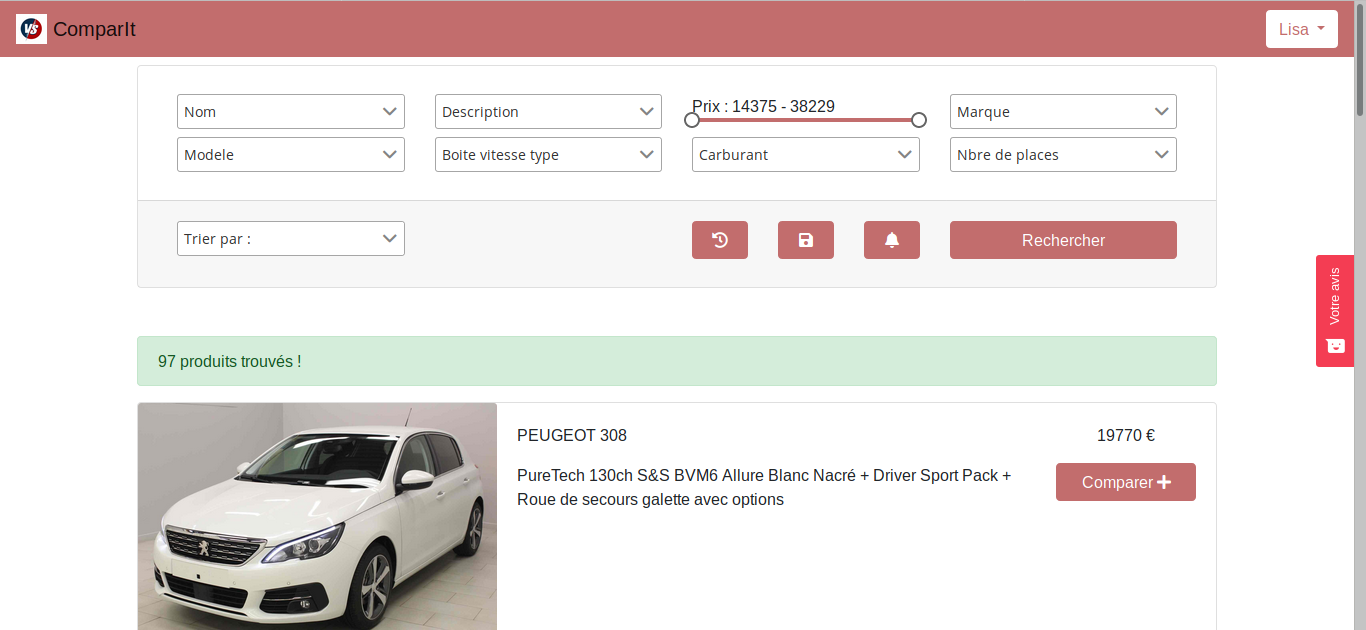 VS ComparIt
Lisa
Nom
Description
Prix : 14375 - 38229
Marque
Modele
Boite vitesse type
Carburant
Nbre de places
Trier par :
Rechercher
Votre avis
97 produits trouvés !
PEUGEOT 308
19770 €
PureTech 130ch S&S BVM6 Allure Blanc Nacré + Driver Sport Pack +
Roue de secours galette avec options
Comparer